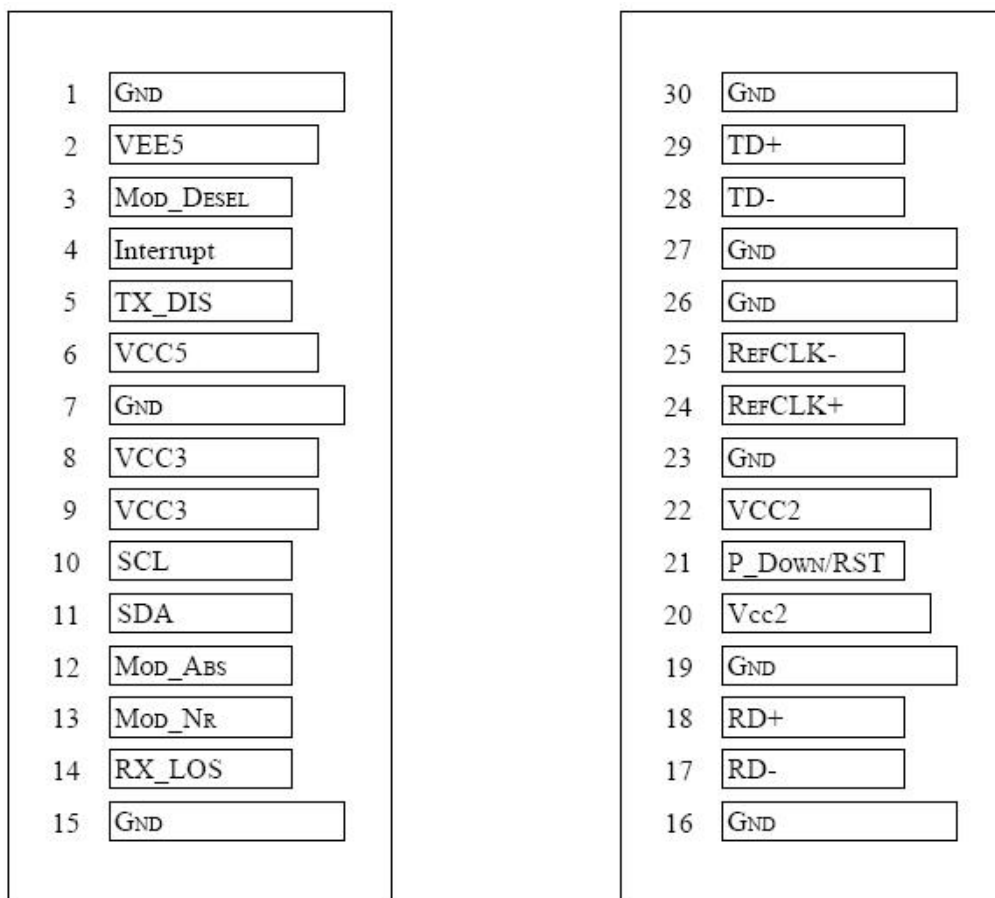 1 GND
2 VEE5
3 MOD_DESEL
4 Interrupt
5 TX_DIS
6 VCC5
7 GND
8 VCC3
9 VCC3
10 SCL
11 SDA
12 MOD_ABS
13 MOD_NR
14 RX_LOS
15 GND
30 GND
29 TD+
28 TD-
27 GND
26 GND
25 REFCLK-
24 REFCLK+
23 GND
22 VCC2
21 P_DOWN/RST
20 Vcc2
19 GND
18 RD+
17 RD-
16 GND